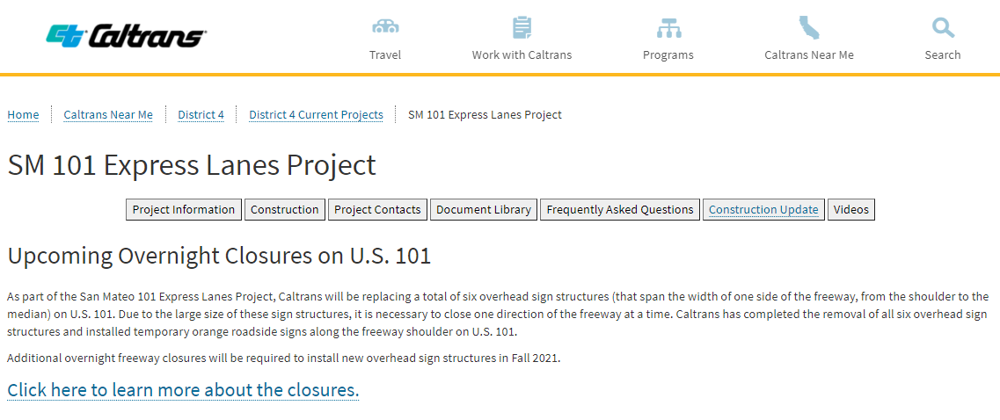 Caltrans
Travel
Work with Caltrans
Programs
Caltrans Near Me
Search
Home
Caltrans Near Me
District 4
District 4 Current Projects
SM 101 Express Lanes Project
SM 101 Express Lanes Project
Project Information
Construction
Project Contacts
Document Library
Frequently Asked Questions
Construction Update
Videos
Upcoming Overnight Closures on U.S. 101
As part of the San Mateo 101 Express Lanes Project, Caltrans will be replacing a total of six overhead sign structures (that span the width of one side of the freeway, from the shoulder to the
median) on U.S. 101. Due to the large size of these sign structures, it is necessary to close one direction of the freeway at a time. Caltrans has completed the removal of all six overhead sign
structures and installed temporary orange roadside signs along the freeway shoulder on U.S. 101.
Additional overnight freeway closures will be required to install new overhead sign structures in Fall 2021.
Click here to learn more about the closures.